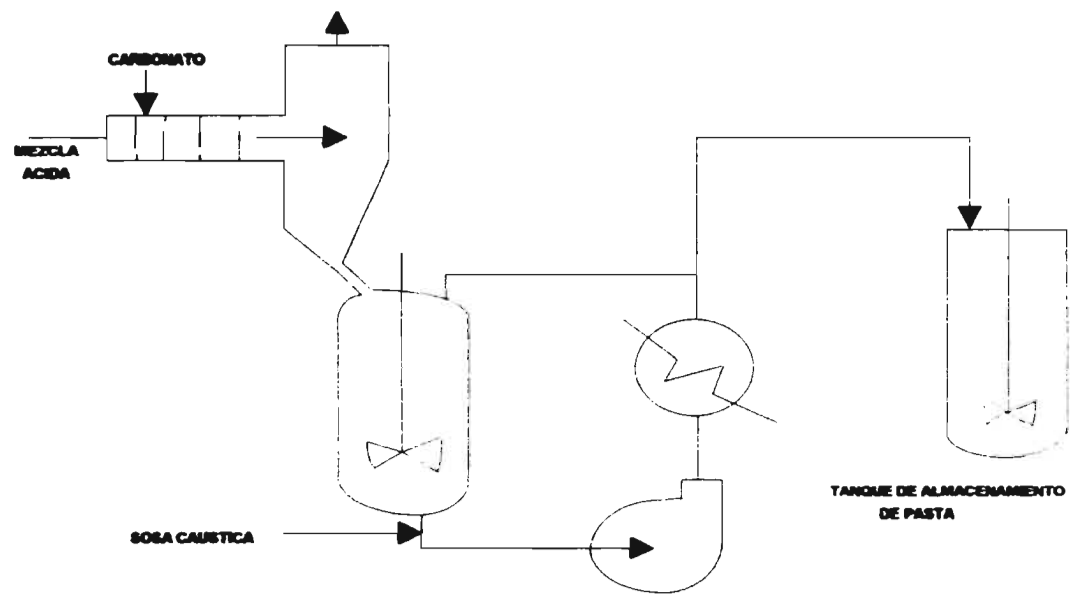 CARBONATO
MEZCLA
ACIDA
SOSA CAUSTICA
TANQUE DE ALMACENAMIENTO
DE PASTA